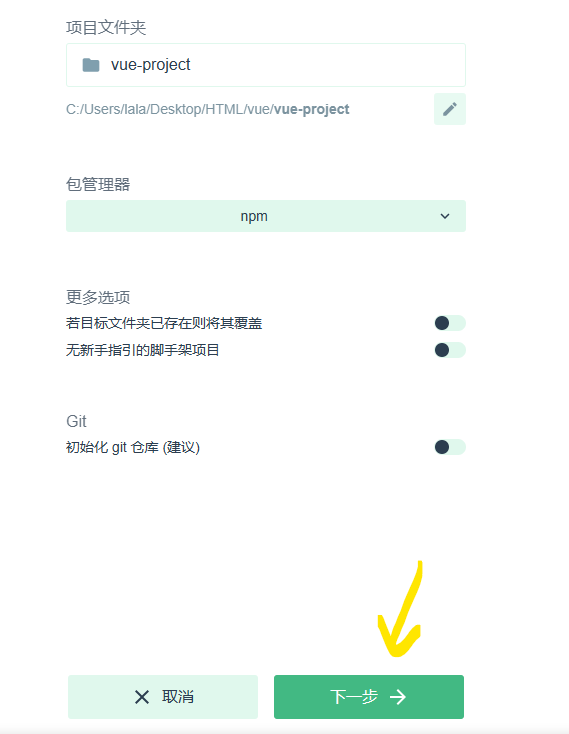 项目文件夹
vue-project
C:/Users/lala/Desktop/HTML/vue/vue-project
包管理器
npm
更多选项
若目标文件夹已存在则将其覆盖
无新手指引的脚手架项目
Git
初始化 git 仓库 (建议)
取消 下一步